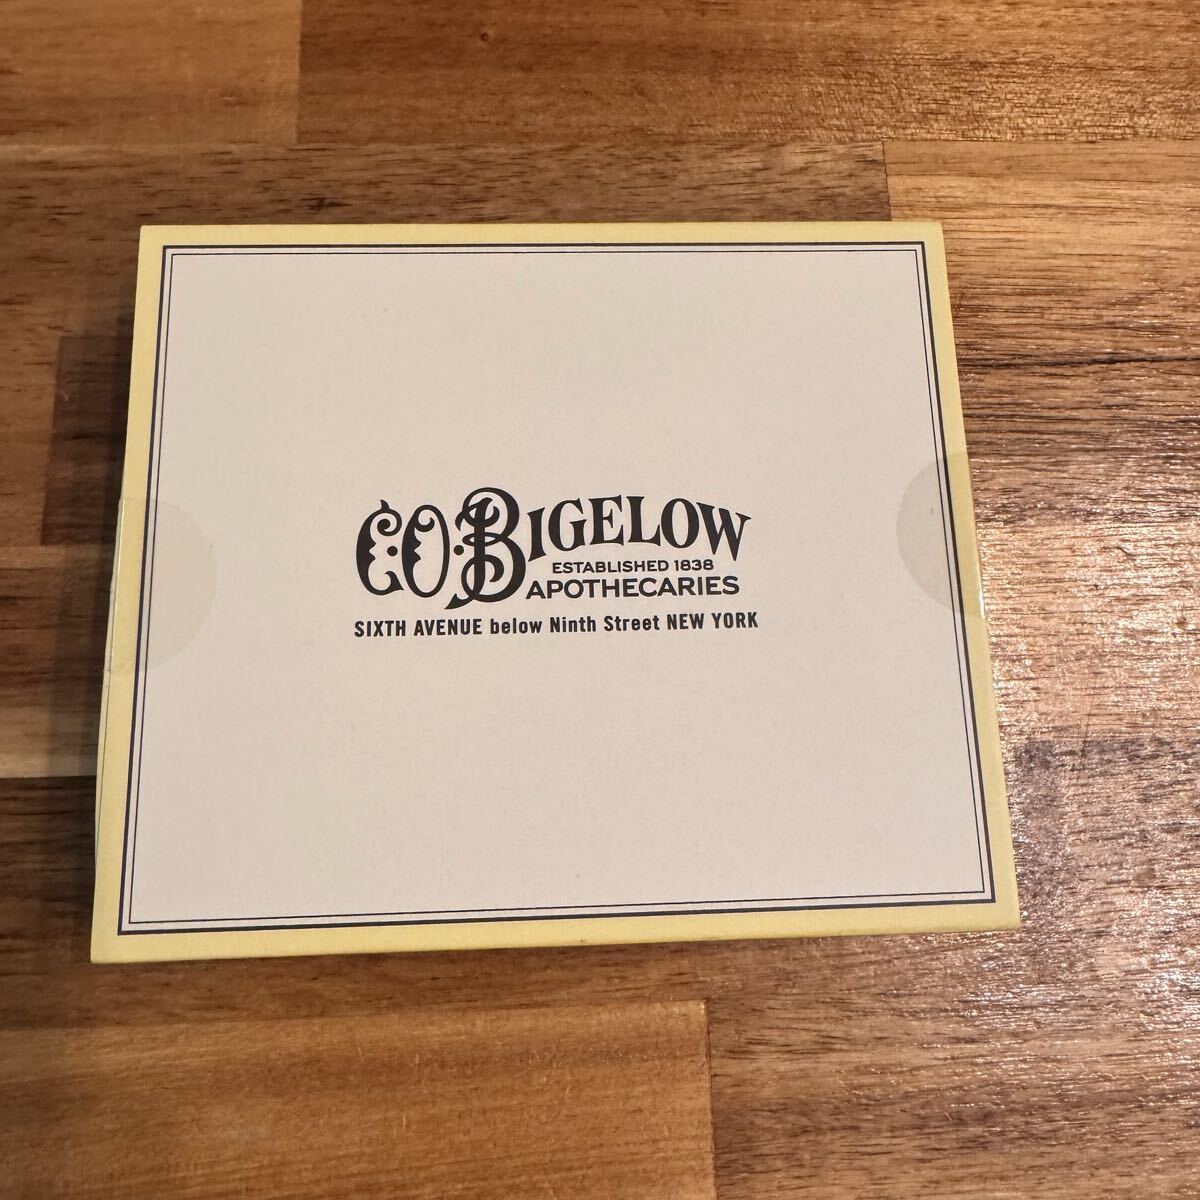 C.O. BIGELOW
ESTABLISHED 1838
APOTHECARIES
SIXTH AVENUE below Ninth Street NEW YORK